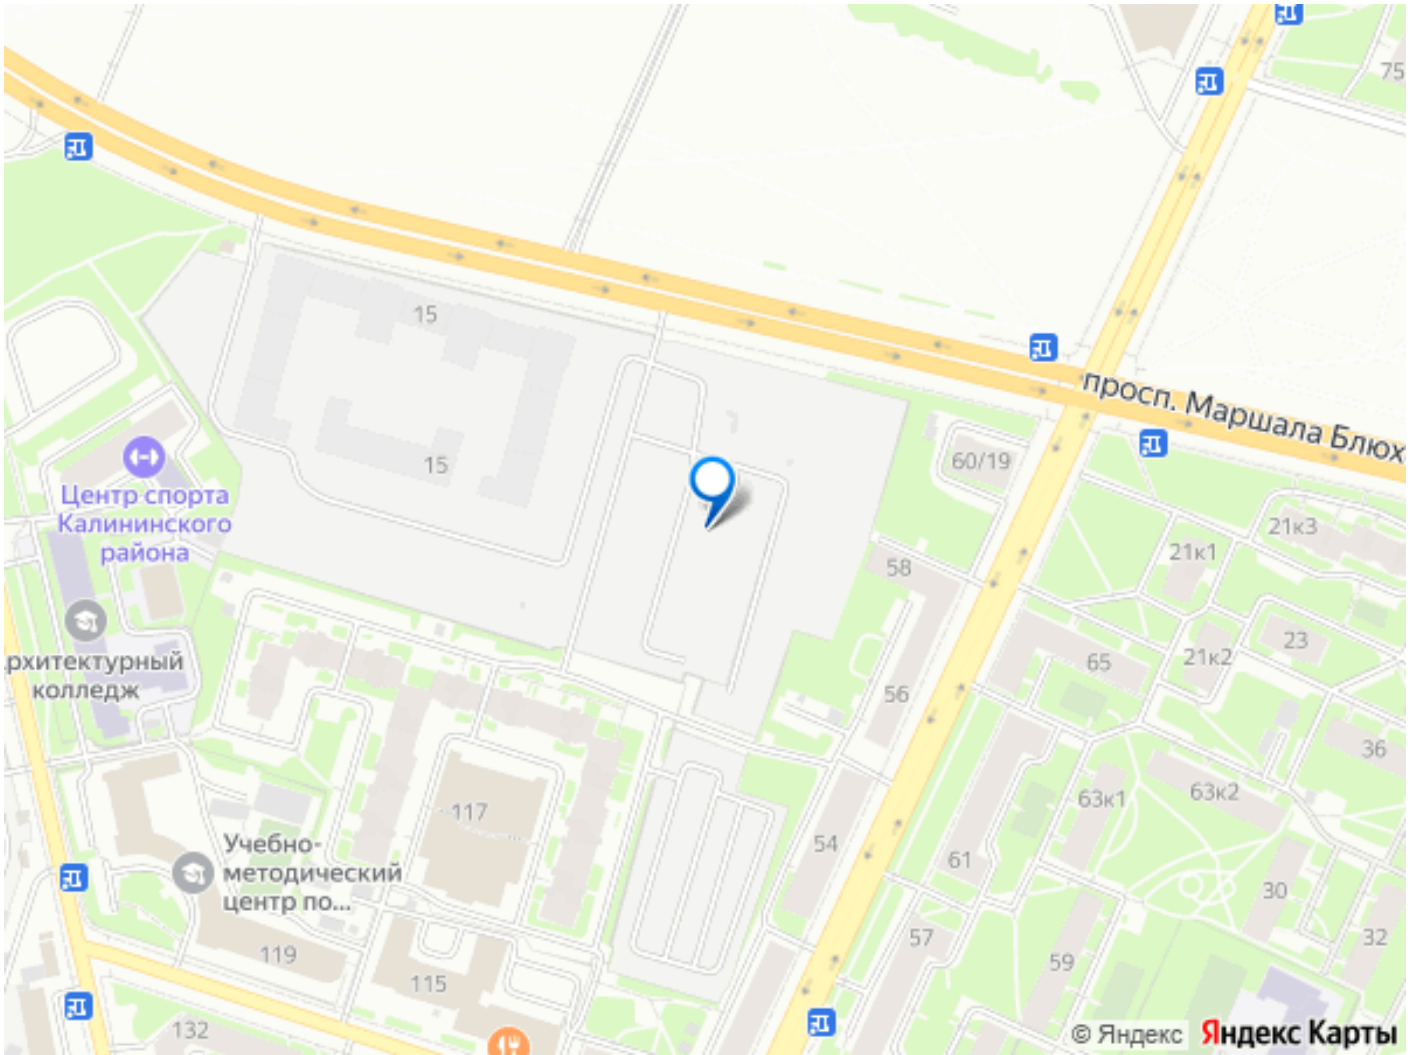 75
15
просп. Маршала Блюх
15
60/19
Центр спорта
Калининского
района
21к3
21к1
58
рхитектурный
колледж
23
21к2
65
56
36
63к2
63к1
117
54
Учебно-
методический
центр по...
61
30
57
32
119
59
115
132
© Яндекс Яндекс Карты